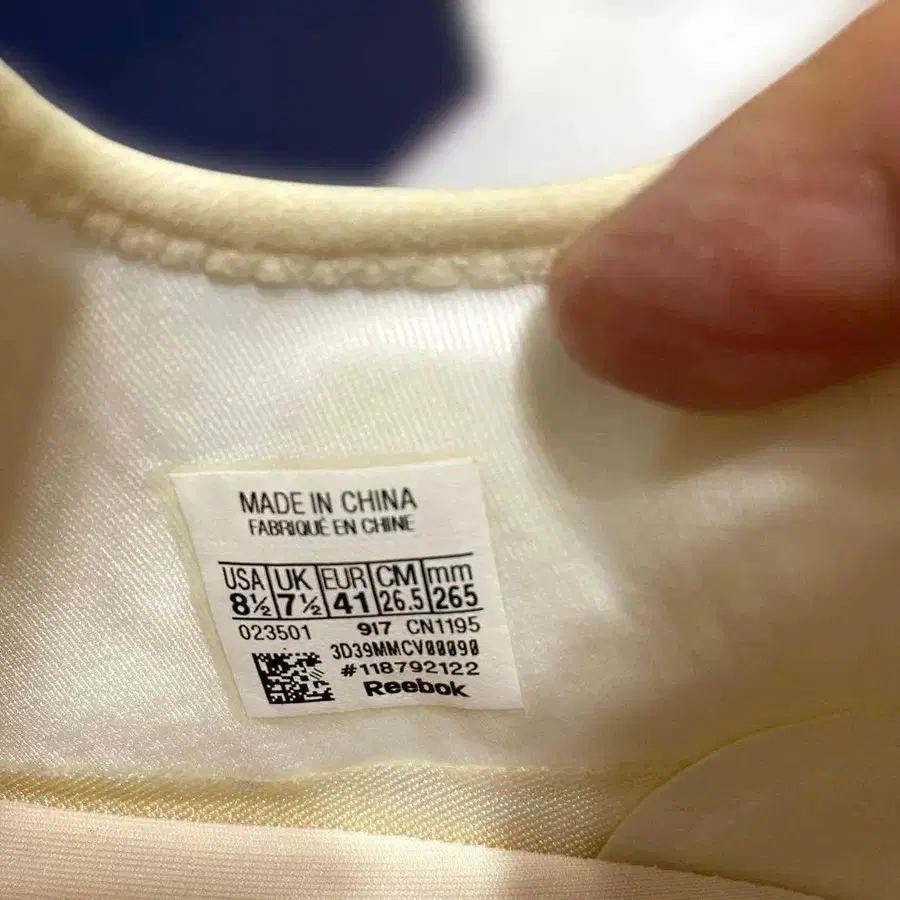 MADE IN CHINA
FABRIQUÉ EN CHINE
USA UK EUR CM mm
8½ 7½ 41 26.5 265
023501 917 CN1195
3D39MMCV00090
#118792122
Reebok